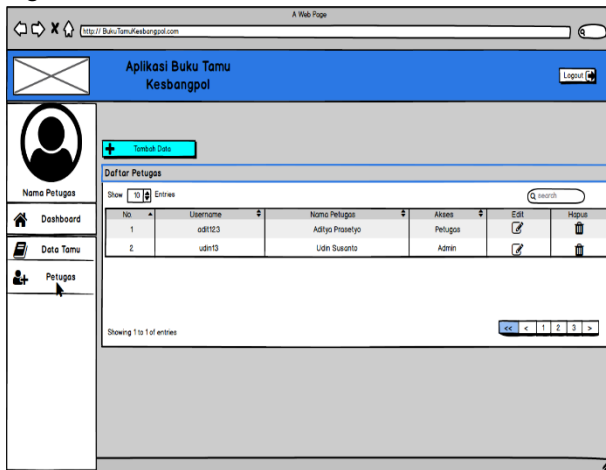 A Web Page
http:// BukuTamuKesbangpol.com
Aplikasi Buku Tamu
Kesbangpol
Logout
Nama Petugas
Dashboard
Data Tamu
Petugas
Tambah Data
Daftar Petugas
Show 10 Entries
search
No Username Nama Petugas Akses Edit Hapus
1 adit123 Aditya Prasetyo Petugas
2 udin13 Udin Susanto Admin
Showing 1 to 1 of entries
<< < 1 2 3 >